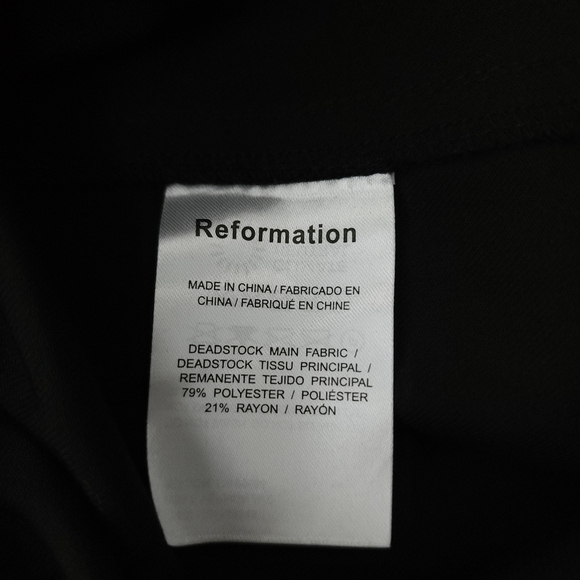 Reformation
MADE IN CHINA / FABRICADO EN
CHINA / FABRIQUÉ EN CHINE
DEADSTOCK MAIN FABRIC /
DEADSTOCK TISSU PRINCIPAL /
REMANENTE TEJIDO PRINCIPAL
79% POLYESTER / POLIÉSTER
21% RAYON / RAYÓN